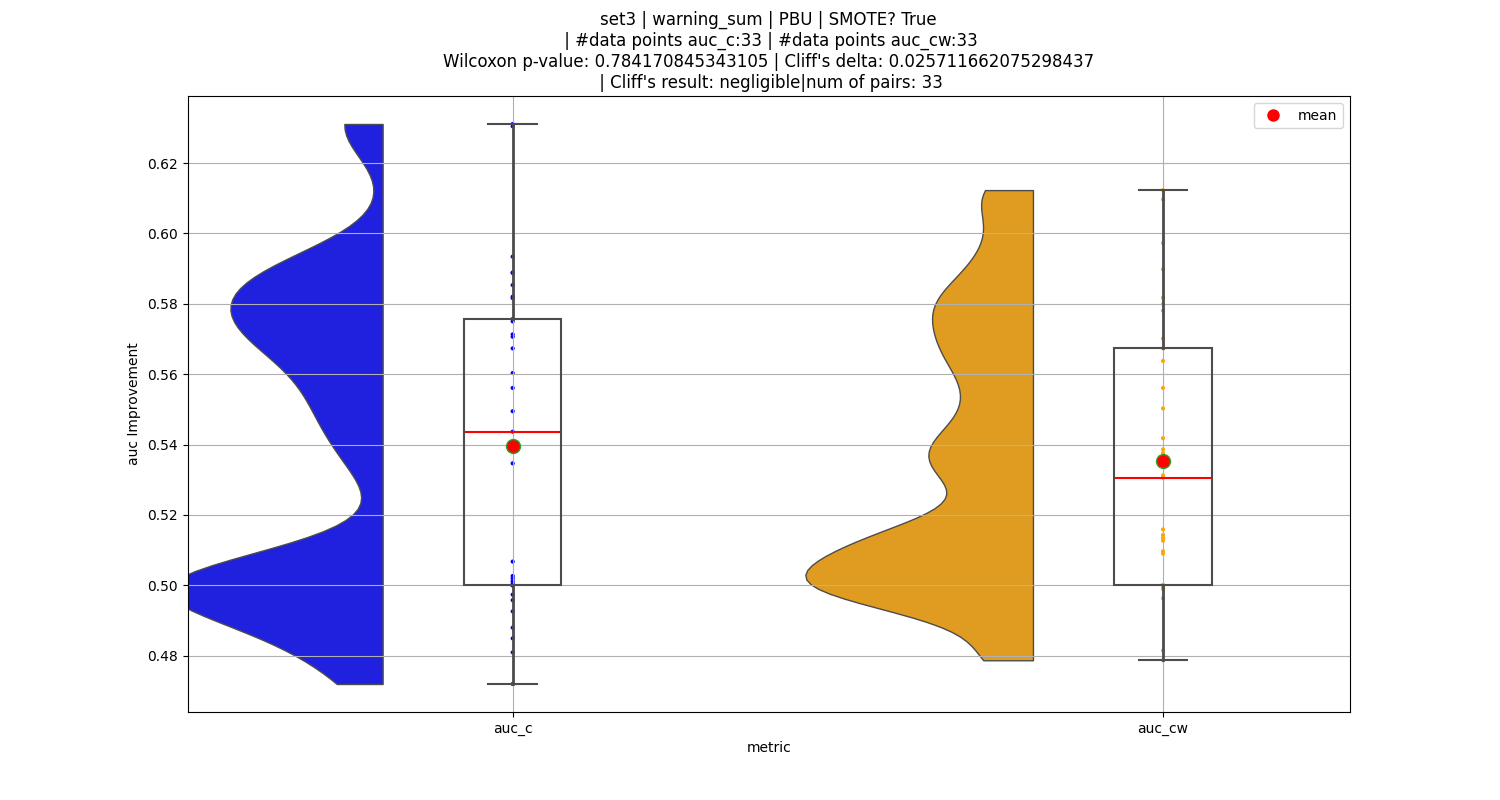 set3 | warning_sum | PBU | SMOTE? True
| #data points auc_c:33 | #data points auc_cw:33
Wilcoxon p-value: 0.784170845343105 | Cliff's delta: 0.025711662075298437
| Cliff's result: negligible|num of pairs: 33
mean
0.62
0.60
0.58
0.56
0.54
0.52
0.50
0.48
auc Improvement
auc_c
auc_cw
metric